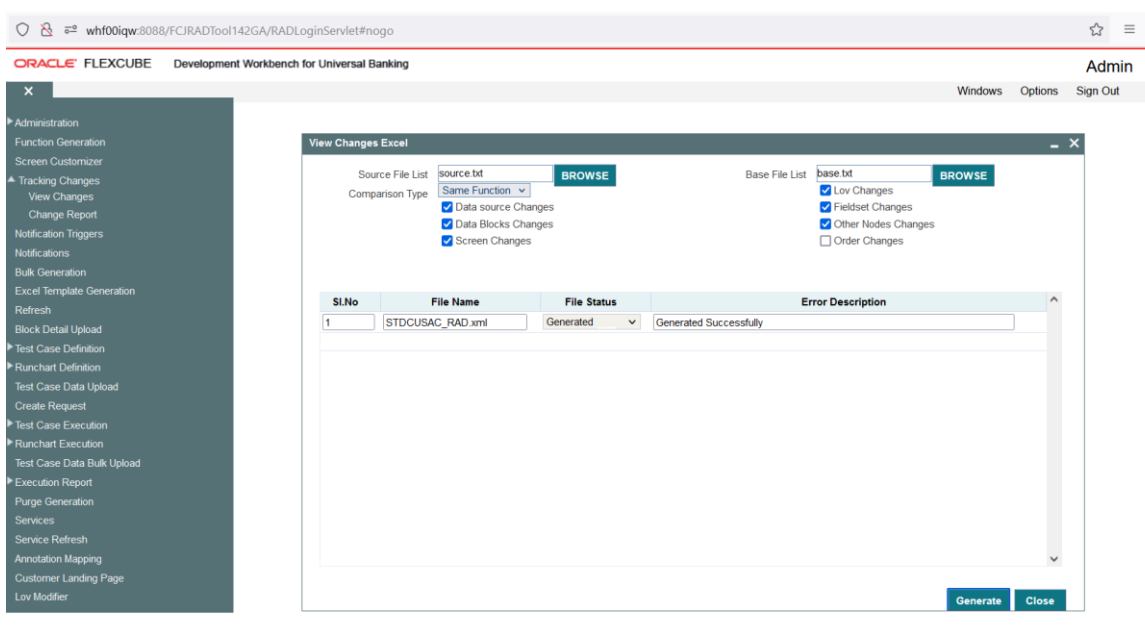 whf00iqw:8088/FCJRADTool142GA/RADLoginServlet#nogo
ORACLE FLEXCUBE Development Workbench for Universal Banking
Admin
Windows Options Sign Out
Administration
Function Generation
Screen Customizer
Tracking Changes
View Changes
Change Report
Notification Triggers
Notifications
Bulk Generation
Excel Template Generation
Refresh
Block Detail Upload
Test Case Definition
Runchart Definition
Test Case Data Upload
Create Request
Test Case Execution
Runchart Execution
Test Case Data Bulk Upload
Execution Report
Purge Generation
Services
Service Refresh
Annotation Mapping
Customer Landing Page
Lov Modifier
View Changes Excel
Source File List source.txt BROWSE Base File List base.txt BROWSE
Comparison Type Same Function Lov Changes
Data source Changes Fieldset Changes
Data Blocks Changes Other Nodes Changes
Screen Changes Order Changes
Sl.No File Name File Status Error Description
1 STDCUSAC_RAD.xml Generated Generated Successfully
Generate Close